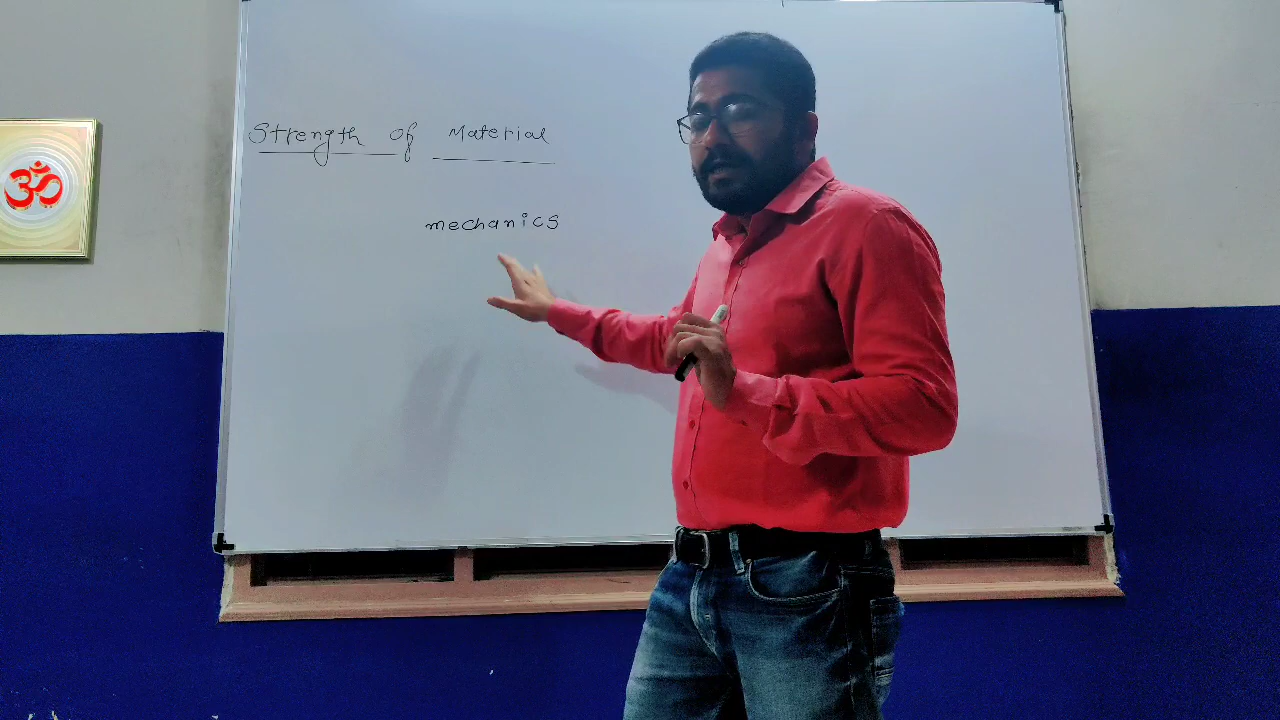 ॐ
Strength of Material
mechanics